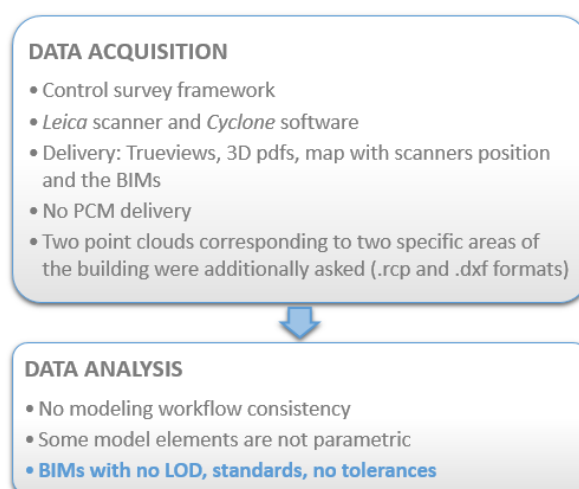 DATA ACQUISITION
• Control survey framework
• Leica scanner and Cyclone software
• Delivery: Trueviews, 3D pdfs, map with scanners position
and the BIMs
• No PCM delivery
• Two point clouds corresponding to two specific areas of
the building were additionally asked (.rcp and .dxf formats)
DATA ANALYSIS
• No modeling workflow consistency
• Some model elements are not parametric
• BIMs with no LOD, standards, no tolerances